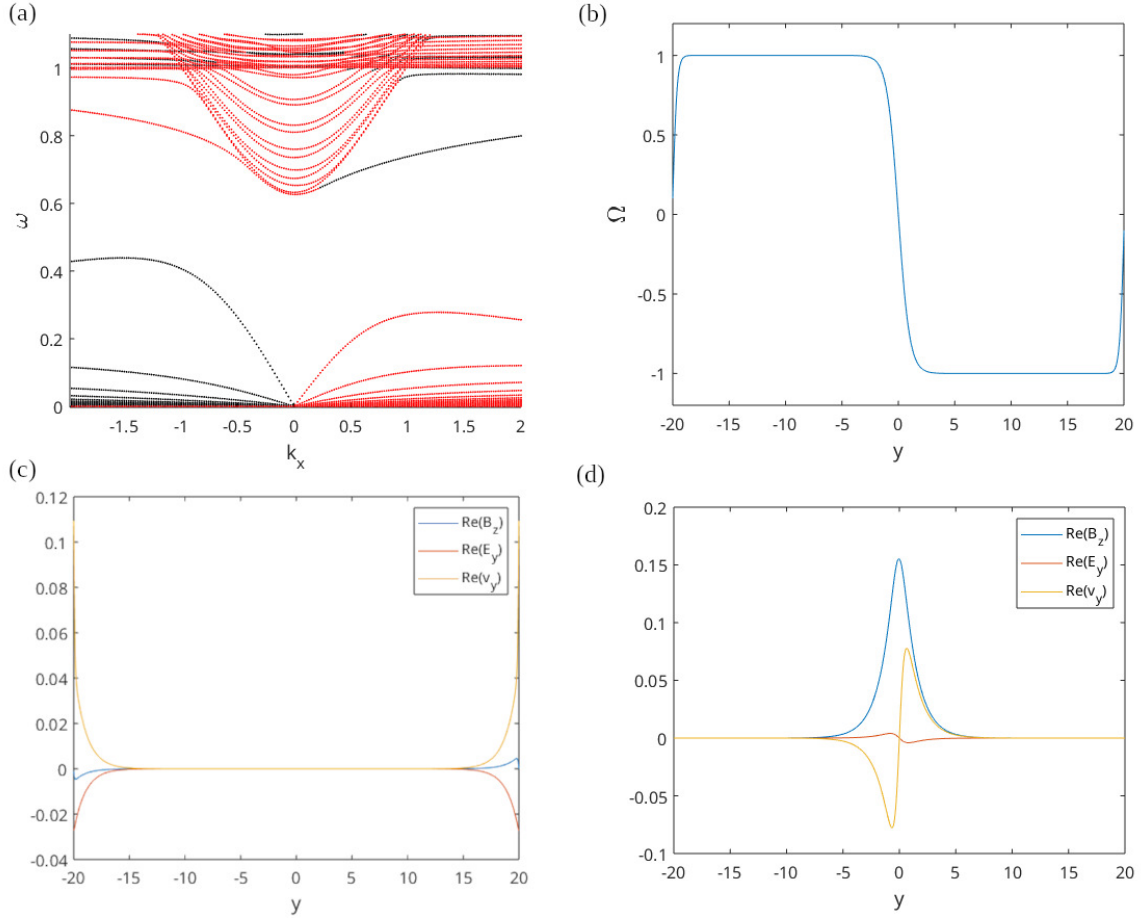 (a)
1
0.8
0.6
0.4
0.2
0
ω
-1.5 -1 -0.5 0 0.5 1 1.5 2
k_x
(b)
1
0.5
0
-0.5
-1
Ω
-20 -15 -10 -5 0 5 10 15 20
y
(c)
0.12
0.1
0.08
0.06
0.04
0.02
0
-0.02
-0.04
Re(B_z)
Re(E_y)
Re(v_y)
-20 -15 -10 -5 0 5 10 15 20
y
(d)
0.2
0.15
0.1
0.05
0
-0.05
-0.1
Re(B_z)
Re(E_y)
Re(v_y)
-20 -15 -10 -5 0 5 10 15 20
y